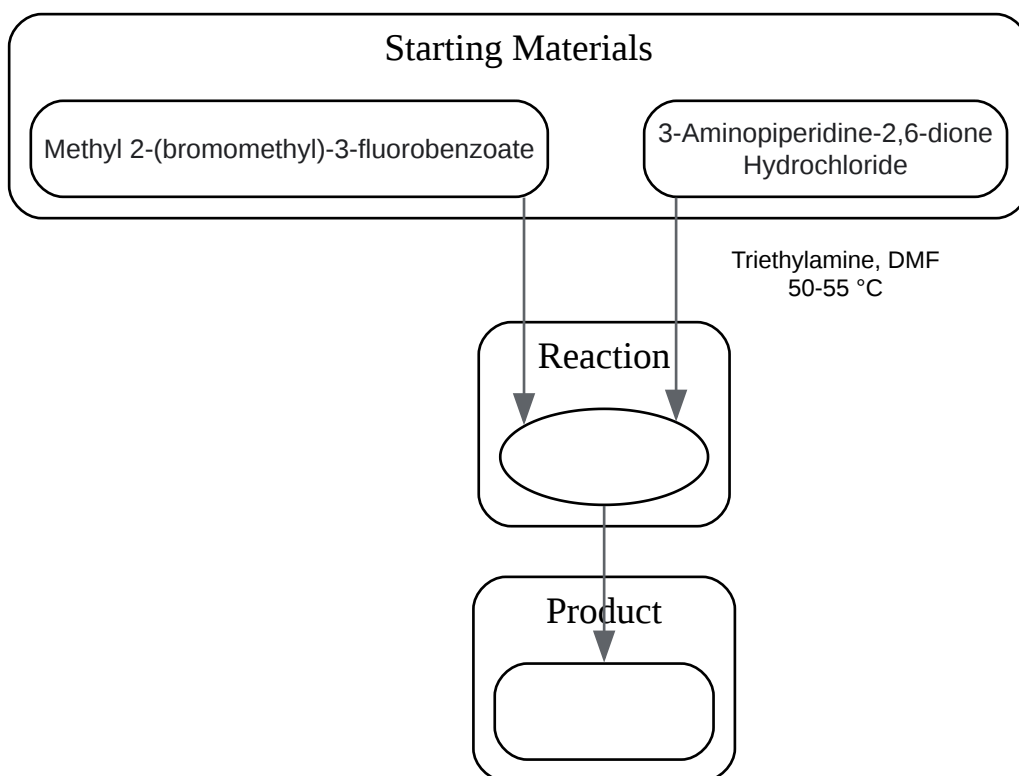 Starting Materials
Methyl 2-(bromomethyl)-3-fluorobenzoate
3-Aminopiperidine-2,6-dione
Hydrochloride
Triethylamine, DMF
50-55 °C
Reaction
Product